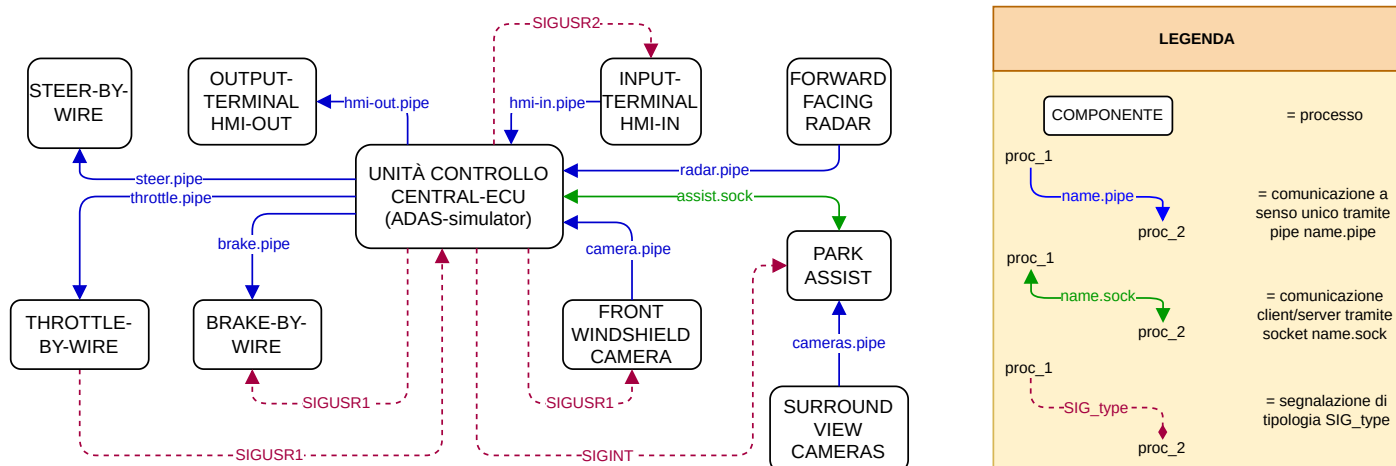 SIGUSR2
STEER-BY-
WIRE
OUTPUT-
TERMINAL
HMI-OUT
INPUT-
TERMINAL
HMI-IN
FORWARD
FACING
RADAR
hmi-out.pipe
hmi-in.pipe
UNITÀ CONTROLLO
CENTRAL-ECU
(ADAS-simulator)
radar.pipe
steer.pipe
throttle.pipe
assist.sock
brake.pipe
camera.pipe
PARK
ASSIST
THROTTLE-
BY-WIRE
BRAKE-BY-
WIRE
FRONT
WINDSHIELD
CAMERA
cameras.pipe
SIGUSR1
SIGUSR1
SIGUSR1
SIGINT
SURROUND
VIEW
CAMERAS
LEGENDA
COMPONENTE
= processo
proc_1
name.pipe
proc_2
= comunicazione a
senso unico tramite
pipe name.pipe
proc_1
name.sock
proc_2
= comunicazione
client/server tramite
socket name.sock
proc_1
SIG_type
proc_2
= segnalazione di
tipologia SIG_type